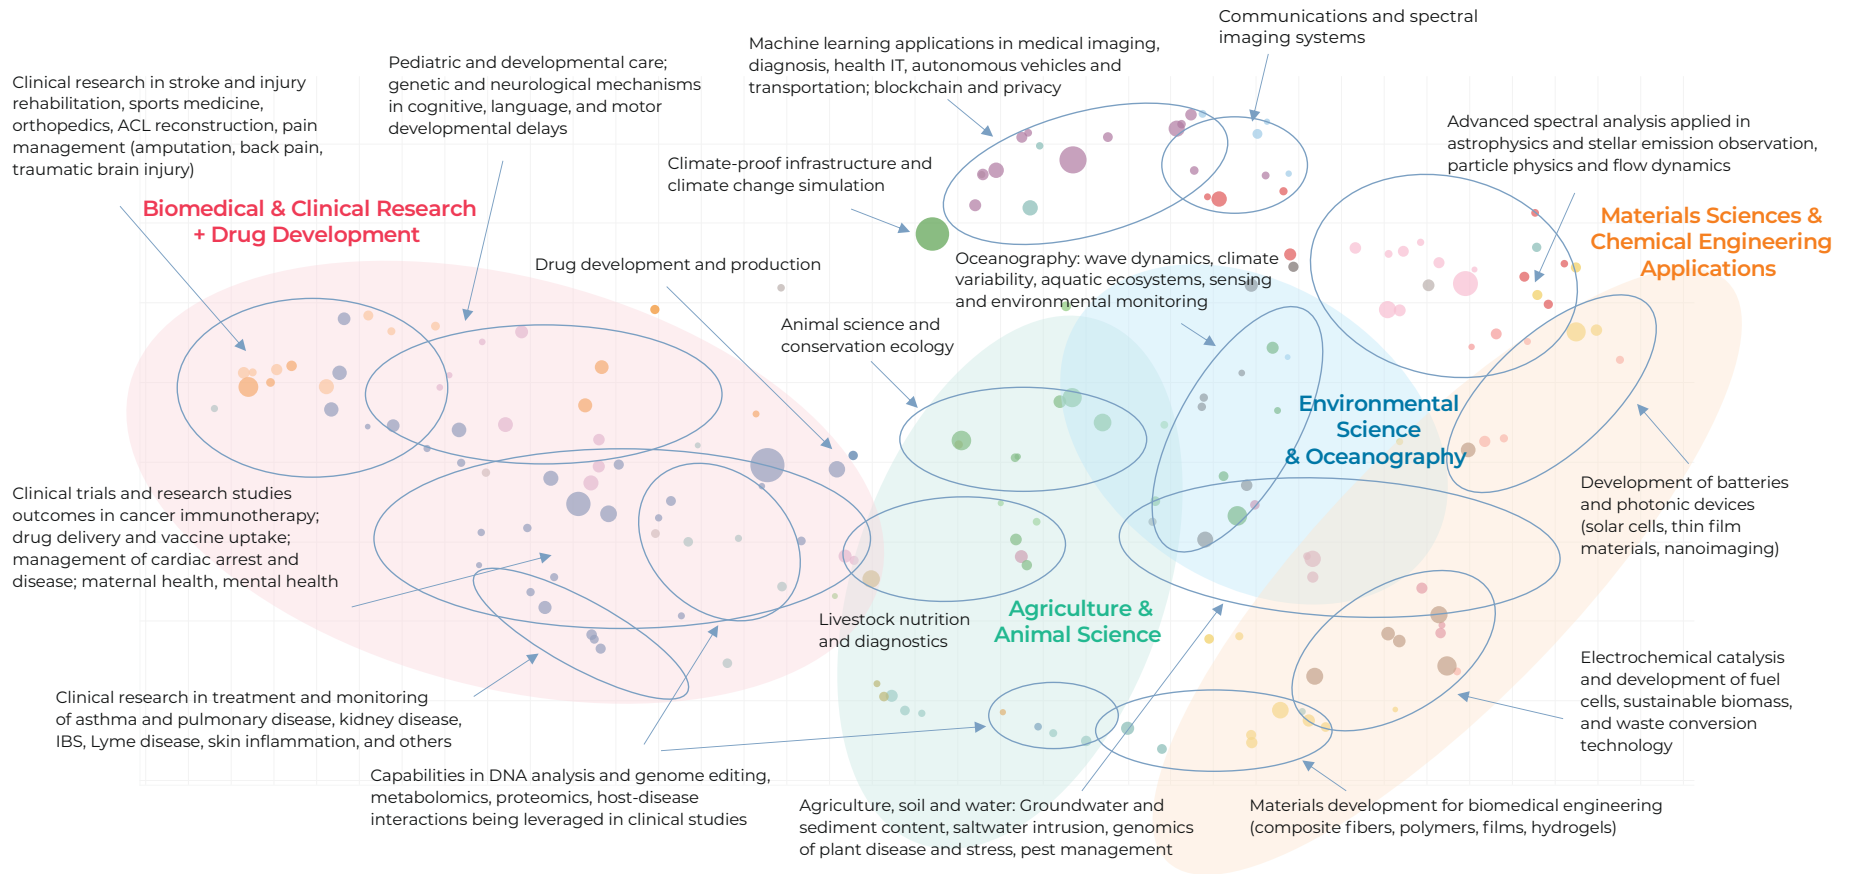 Communications and spectral
imaging systems
Machine learning applications in medical imaging,
diagnosis, health IT, autonomous vehicles and
transportation; blockchain and privacy
Pediatric and developmental care;
genetic and neurological mechanisms
in cognitive, language, and motor
developmental delays
Clinical research in stroke and injury
rehabilitation, sports medicine,
orthopedics, ACL reconstruction, pain
management (amputation, back pain,
traumatic brain injury)
Advanced spectral analysis applied in
astrophysics and stellar emission observation,
particle physics and flow dynamics
Climate-proof infrastructure and
climate change simulation
Biomedical & Clinical Research
+ Drug Development
Materials Sciences &
Chemical Engineering
Applications
Drug development and production
Oceanography: wave dynamics, climate
variability, aquatic ecosystems, sensing
and environmental monitoring
Animal science and
conservation ecology
Environmental
Science
& Oceanography
Development of batteries
and photonic devices
(solar cells, thin film
materials, nanoimaging)
Clinical trials and research studies
outcomes in cancer immunotherapy;
drug delivery and vaccine uptake;
management of cardiac arrest and
disease; maternal health, mental health
Livestock nutrition
and diagnostics
Agriculture &
Animal Science
Electrochemical catalysis
and development of fuel
cells, sustainable biomass,
and waste conversion
technology
Clinical research in treatment and monitoring
of asthma and pulmonary disease, kidney disease,
IBS, Lyme disease, skin inflammation, and others
Capabilities in DNA analysis and genome editing,
metabolomics, proteomics, host-disease
interactions being leveraged in clinical studies
Agriculture, soil and water: Groundwater and
sediment content, saltwater intrusion, genomics
of plant disease and stress, pest management
Materials development for biomedical engineering
(composite fibers, polymers, films, hydrogels)